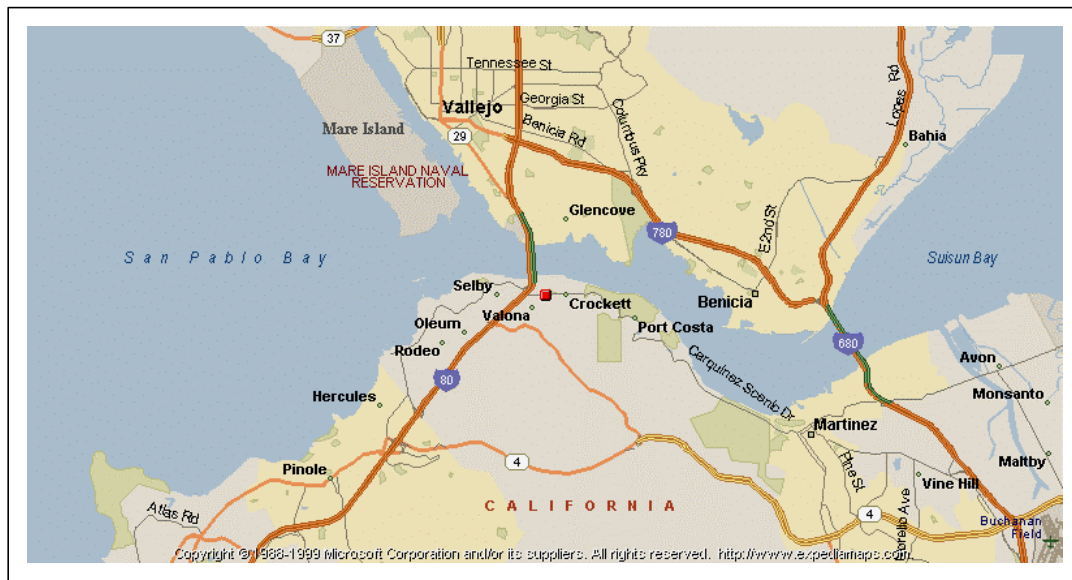 37
Tennessee St
Georgia St
Lopes Rd
Vallejo
Benicia Rd
Columbus Pky
Mare Island
29
Bahia
MARE ISLAND NAVAL
RESERVATION
Glencove
780
E 2nd St
San Pablo Bay
Suisun Bay
Selby
Benicia
Valona
Crockett
Oleum
Port Costa
680
Rodeo
Avon
80
Carquinez Scenic Dr
Hercules
Monsanto
Martinez
4
Maltby
Pinole
Pine St
Vine Hill
Atlas Rd
CALIFORNIA
4
Buchanan
Field
Copyright © 1988-1999 Microsoft Corporation and/or its suppliers. All rights reserved. http://www.expediamaps.com